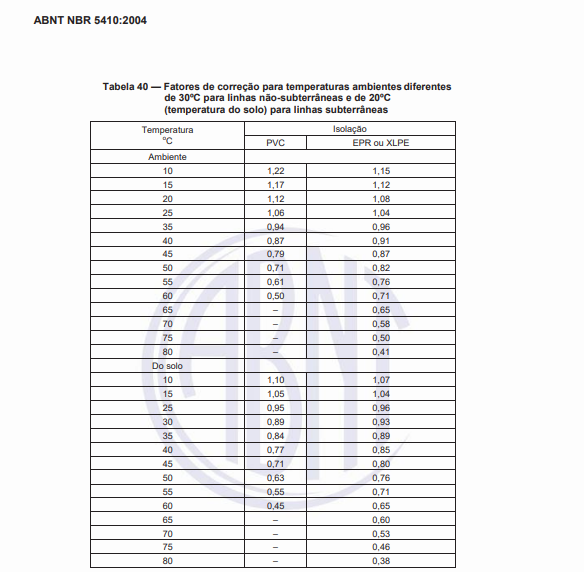 ABNT NBR 5410:2004
Tabela 40 — Fatores de correção para temperaturas ambientes diferentes
de 30ºC para linhas não-subterrâneas e de 20ºC
(temperatura do solo) para linhas subterrâneas
Temperatura Isolação
ºC PVC EPR ou XLPE
Ambiente
10 1,22 1,15
15 1,17 1,12
20 1,12 1,08
25 1,06 1,04
35 0,94 0,96
40 0,87 0,91
45 0,79 0,87
50 0,71 0,82
55 0,61 0,76
60 0,50 0,71
65 – 0,65
70 – 0,58
75 – 0,50
80 – 0,41
Do solo
10 1,10 1,07
15 1,05 1,04
25 0,95 0,96
30 0,89 0,93
35 0,84 0,89
40 0,77 0,85
45 0,71 0,80
50 0,63 0,76
55 0,55 0,71
60 0,45 0,65
65 – 0,60
70 – 0,53
75 – 0,46
80 – 0,38
ABNT